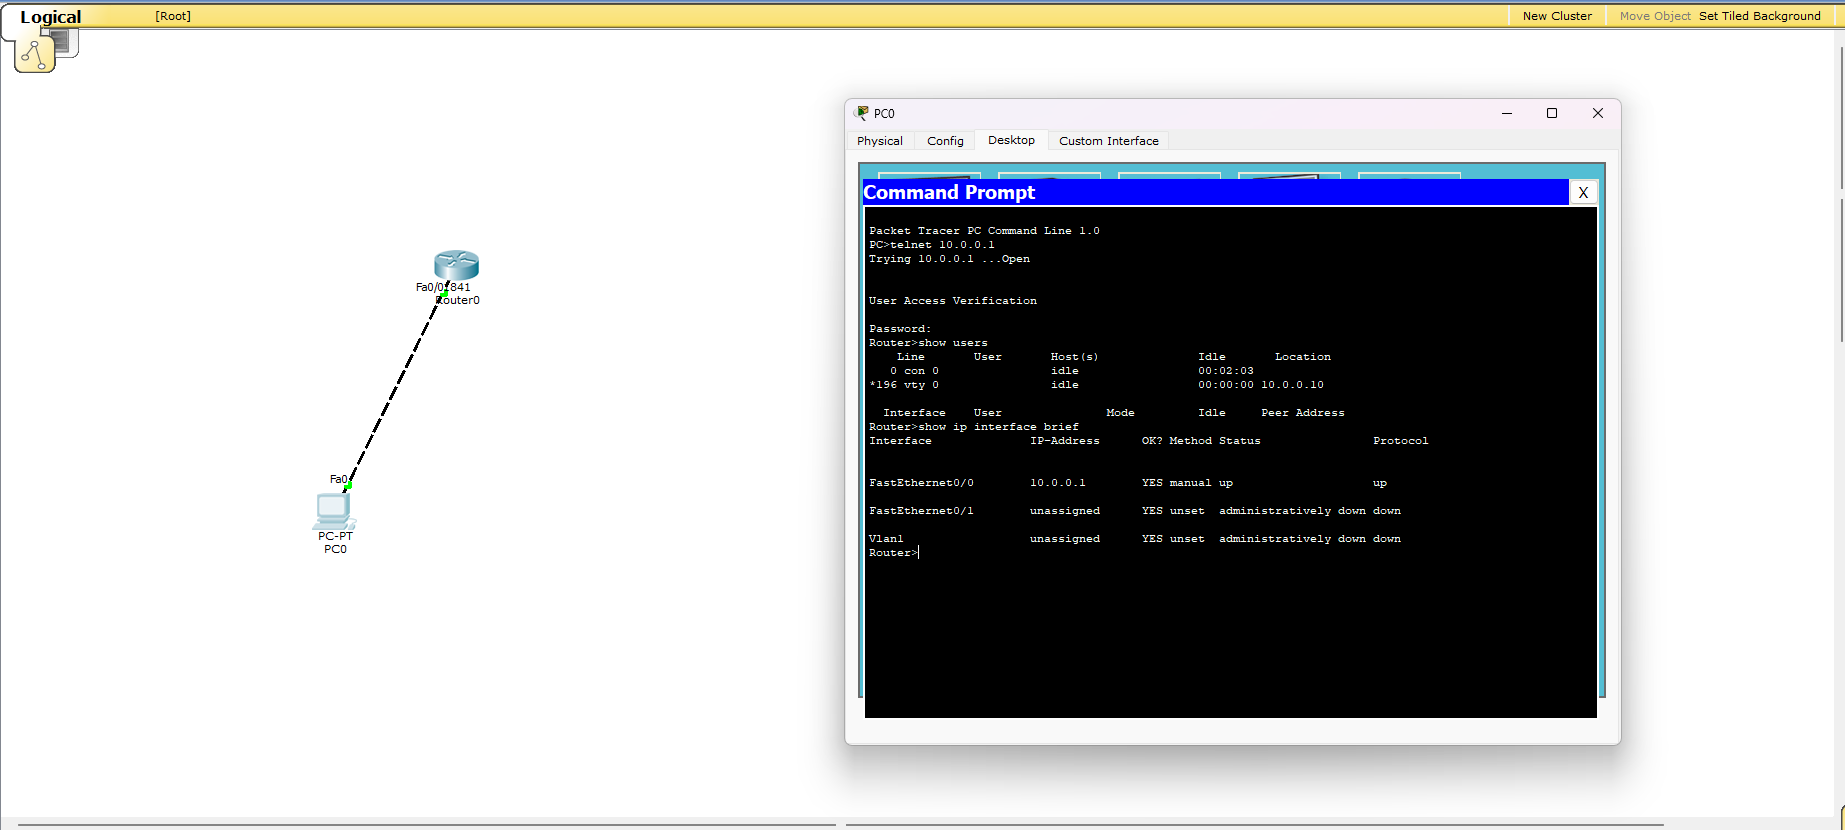 Logical [Root] New Cluster Move Object Set Tiled Background
PC0
Physical Config Desktop Custom Interface
Command Prompt X
Packet Tracer PC Command Line 1.0
PC>telnet 10.0.0.1
Trying 10.0.0.1 ...Open
User Access Verification
Password:
Router>show users
Line User Host(s) Idle Location
0 con 0 idle 00:02:03
*196 vty 0 idle 00:00:00 10.0.0.10
Interface User Mode Idle Peer Address
Router>show ip interface brief
Interface IP-Address OK? Method Status Protocol
FastEthernet0/0 10.0.0.1 YES manual up up
FastEthernet0/1 unassigned YES unset administratively down down
Vlan1 unassigned YES unset administratively down down
Router>
Fa0/0 1841
Router0
Fa0
PC-PT
PC0